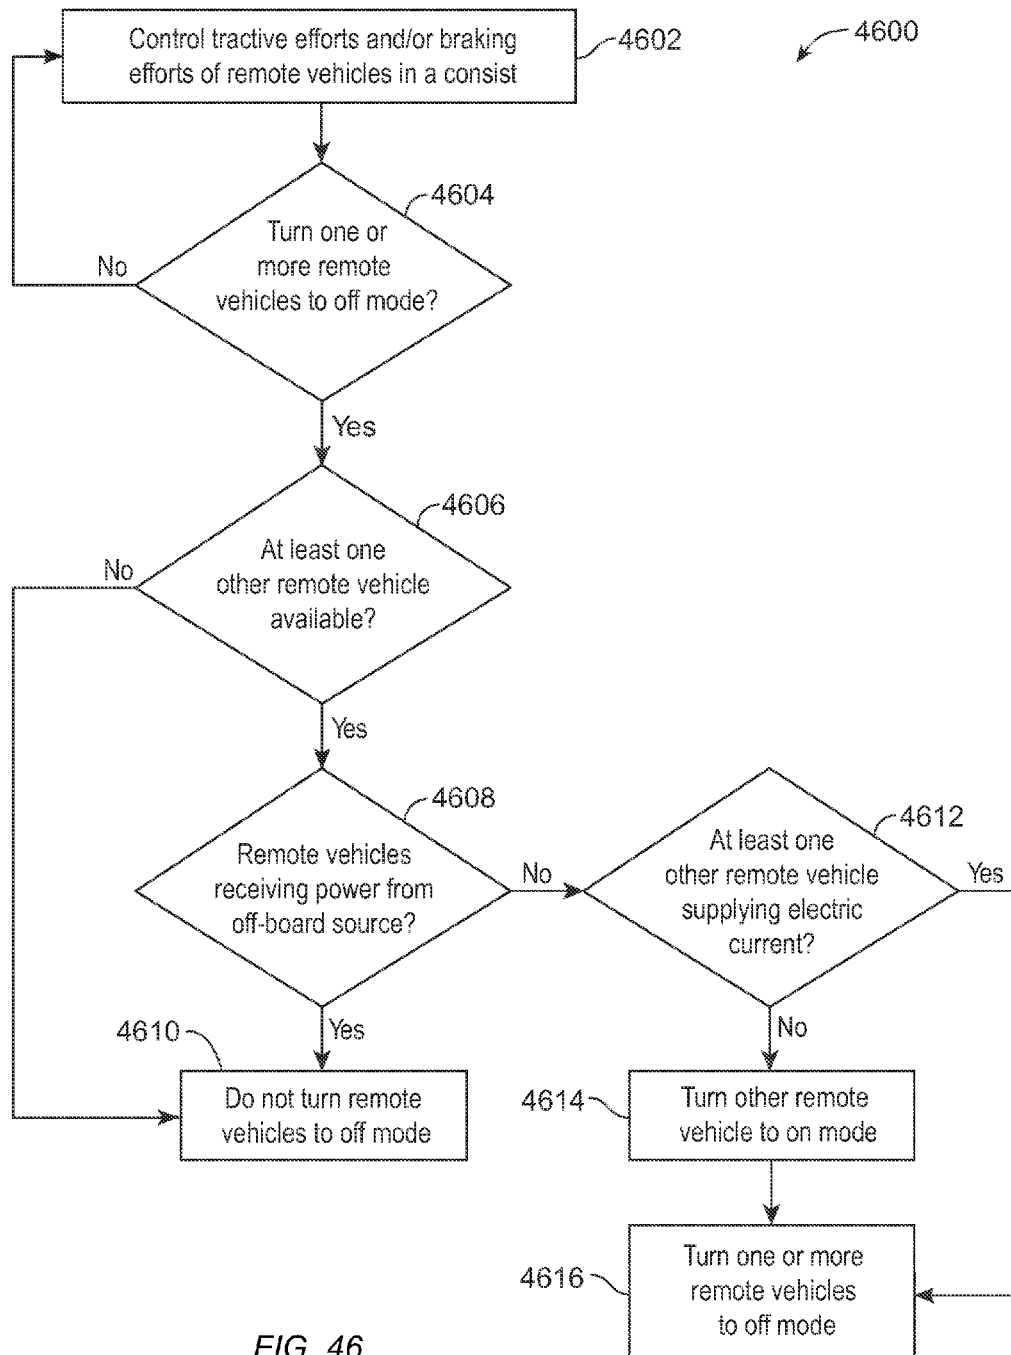 Control tractive efforts and/or braking
efforts of remote vehicles in a consist
4602
4600
4604
Turn one or
more remote
vehicles to off mode?
No
Yes
4606
At least one
other remote vehicle
available?
No
Yes
4608
Remote vehicles
receiving power from
off-board source?
No
4612
At least one
other remote vehicle
supplying electric
current?
Yes
Yes
No
4610
Do not turn remote
vehicles to off mode
4614
Turn other remote
vehicle to on mode
4616
Turn one or more
remote vehicles
to off mode
FIG. 46